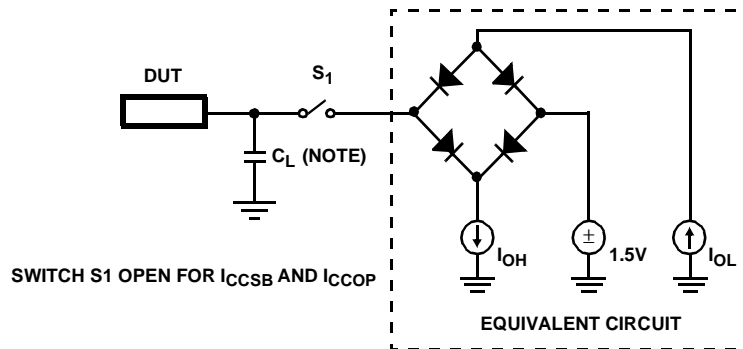 DUT
S1
CL (NOTE)
IOH
±
1.5V
IOL
SWITCH S1 OPEN FOR ICCSB AND ICCOP
EQUIVALENT CIRCUIT